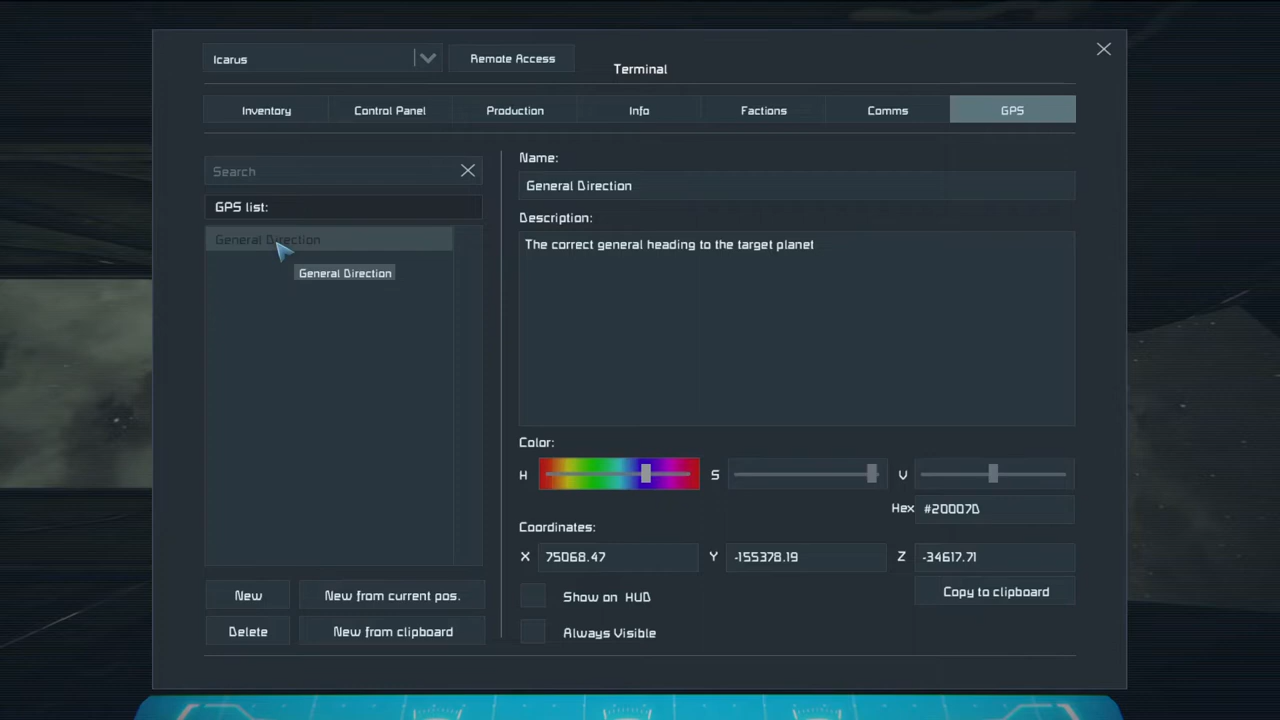 Icarus
Remote Access
Terminal
Inventory
Control Panel
Production
Info
Factions
Comms
GPS
Search
GPS list:
General Direction
General Direction
Name:
General Direction
Description:
The correct general heading to the target planet
Color:
H
S
V
Hex #20007D
Coordinates:
X 75068.47
Y -155378.19
Z -34617.71
Show on HUD
Copy to clipboard
Always Visible
New
New from current pos.
Delete
New from clipboard